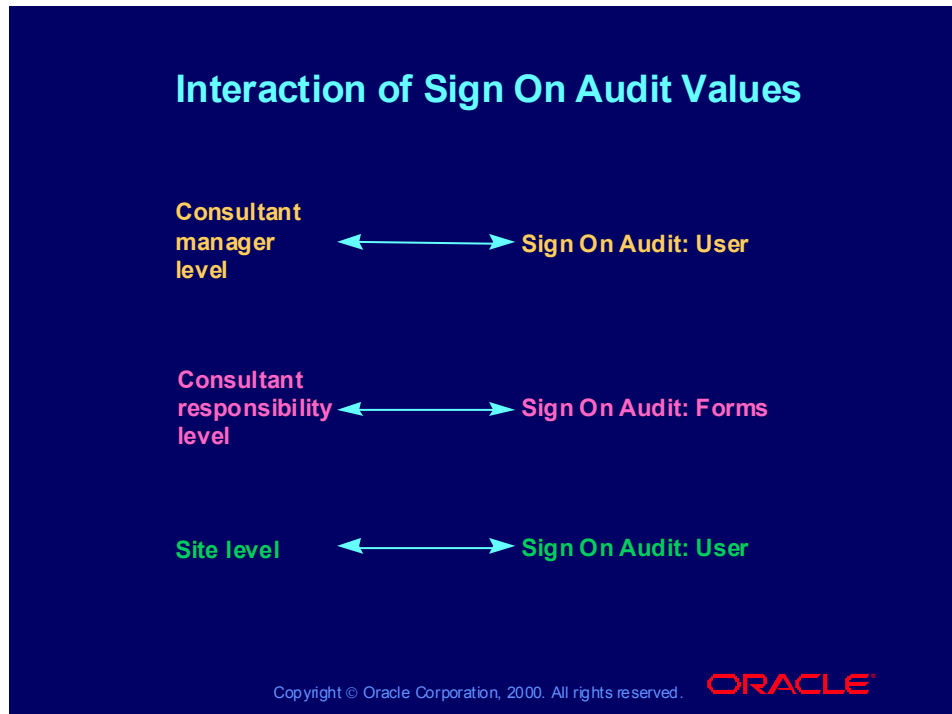 Interaction of Sign On Audit Values
Consultant
manager
level
Sign On Audit: User
Consultant
responsibility
level
Sign On Audit: Forms
Site level
Sign On Audit: User
Copyright © Oracle Corporation, 2000. All rights reserved.
ORACLE®